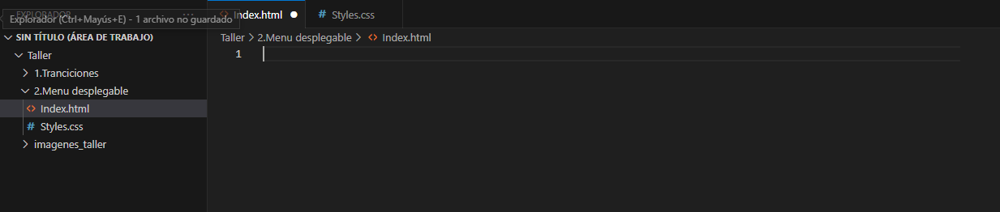 EXPLORADOR ...
Explorador (Ctrl+Mayús+E) - 1 archivo no guardado
Index.html
Styles.css
SIN TÍTULO (ÁREA DE TRABAJO)
Taller > 2.Menu desplegable > Index.html
Taller
1
1.Tranciciones
2.Menu desplegable
Index.html
Styles.css
imagenes_taller